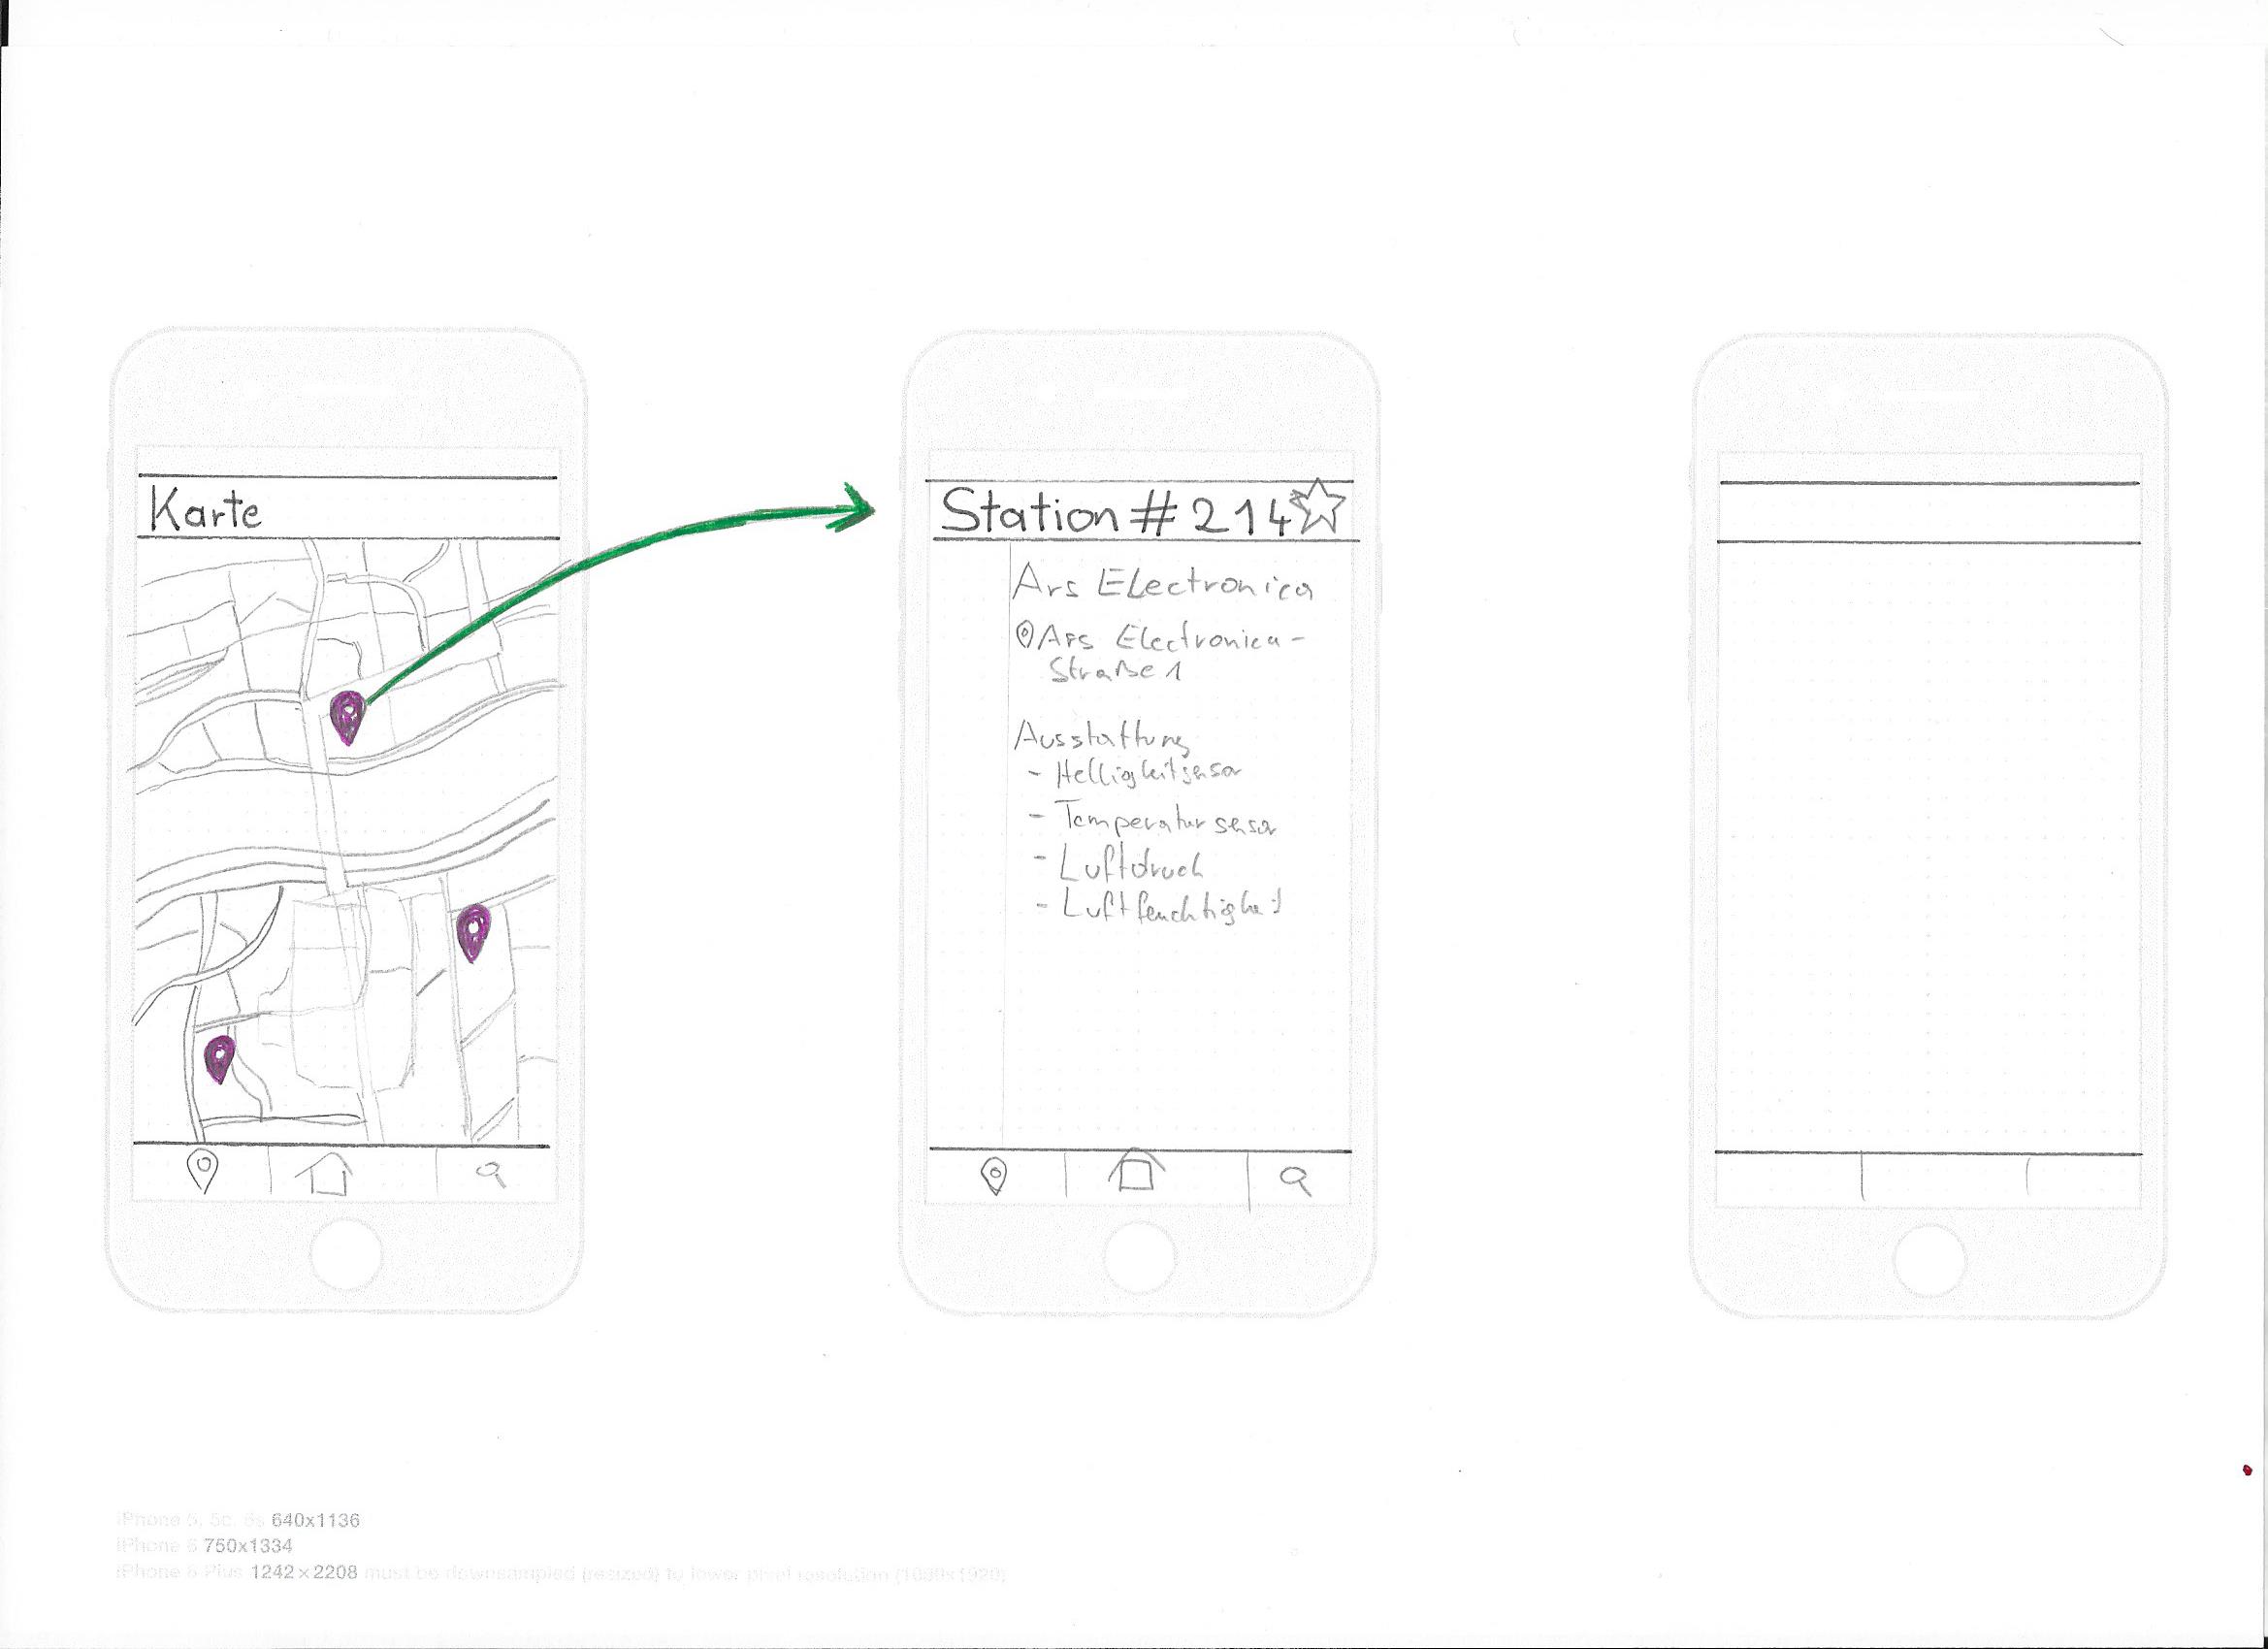 Karte
Station #214
Ars Electronica
Ars Electronica-
Straße 1
Ausstattung
- Helligkeitsensor
- Temperatursensor
- Luftdruck
- Luftfeuchtigkeit
iPhone 5, 5c, 5s 640x1136
iPhone 6 750x1334
iPhone 6 Plus 1242×2208 must be downsampled (resized) to lower pixel resolution (1080x1920)